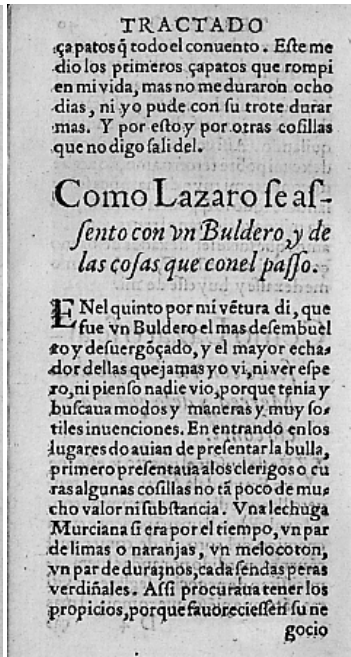 TRACTADO
çapatos q̃ todo el conuento. Eſte me
dio los primeros çapatos que rompi
en mi vida, mas no me duraron ocho
dias, ni yo pude con ſu trote durar
mas. Y por eſto y por otras coſillas
que no digo ſali del.
Como Lazaro ſe aſ-
ſento con vn Buldero, y de
las coſas que conel paſſo.
ENel quinto por mi vẽtura di, que
fue vn Buldero el mas deſembuel
to y deſuergõçado, y el mayor echa-
dor dellas que jamas yo vi, ni ver eſpe
ro, ni pienſo nadie vio, porque tenia y
buſcaua modos y maneras y muy ſo-
tiles inuenciones. En entrando en los
lugares do auian de preſentar la bulla,
primero preſentaua alos clerigos o cu
ras algunas coſillas no tã poco de mu-
cho valor ni ſubſtancia. Vna lechuga
Murciana ſi era por el tiempo, vn par
de limas o naranjas, vn melocoton,
vn par de duraznos, cada ſendas peras
verdiñales. Aſſi procuraua tener los
propicios, porque fauorecieſſen ſu ne
gocio